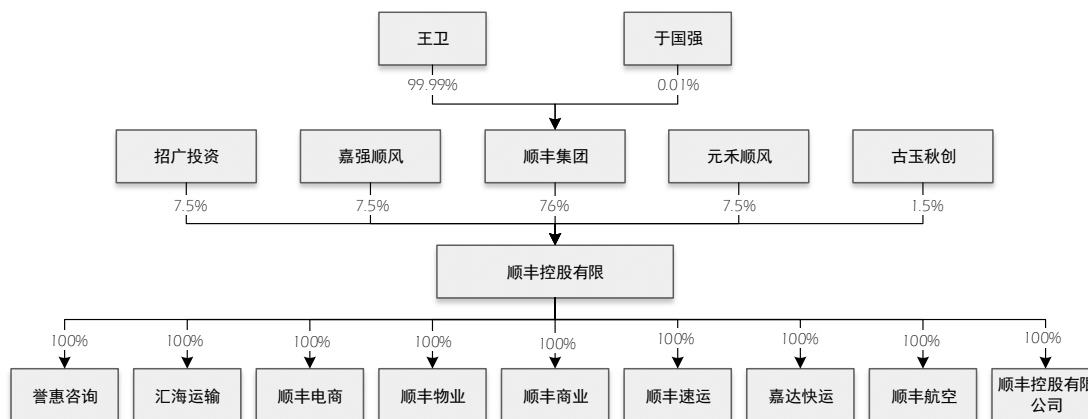 王卫
于国强
99.99%
0.01%
招广投资
嘉强顺风
顺丰集团
元禾顺风
古玉秋创
7.5%
7.5%
76%
7.5%
1.5%
顺丰控股有限
100%
100%
100%
100%
100%
100%
100%
100%
100%
誉惠咨询
汇海运输
顺丰电商
顺丰物业
顺丰商业
顺丰速运
嘉达快运
顺丰航空
顺丰控股有限
公司